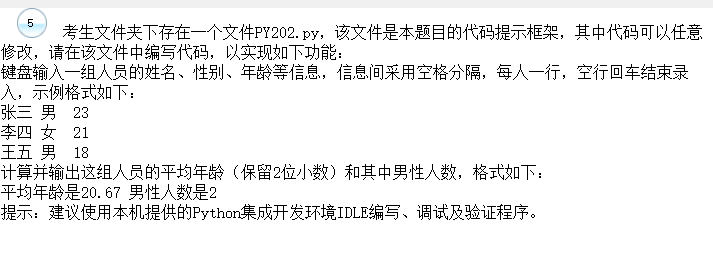 5 考生文件夹下存在一个文件PY202.py，该文件是本题目的代码提示框架，其中代码可以任意
修改，请在该文件中编写代码，以实现如下功能：
键盘输入一组人员的姓名、性别、年龄等信息，信息间采用空格分隔，每人一行，空行回车结束录
入，示例格式如下：
张三 男 23
李四 女 21
王五 男 18
计算并输出这组人员的平均年龄（保留2位小数）和其中男性人数，格式如下：
平均年龄是20.67 男性人数是2
提示：建议使用本机提供的Python集成开发环境IDLE编写、调试及验证程序。